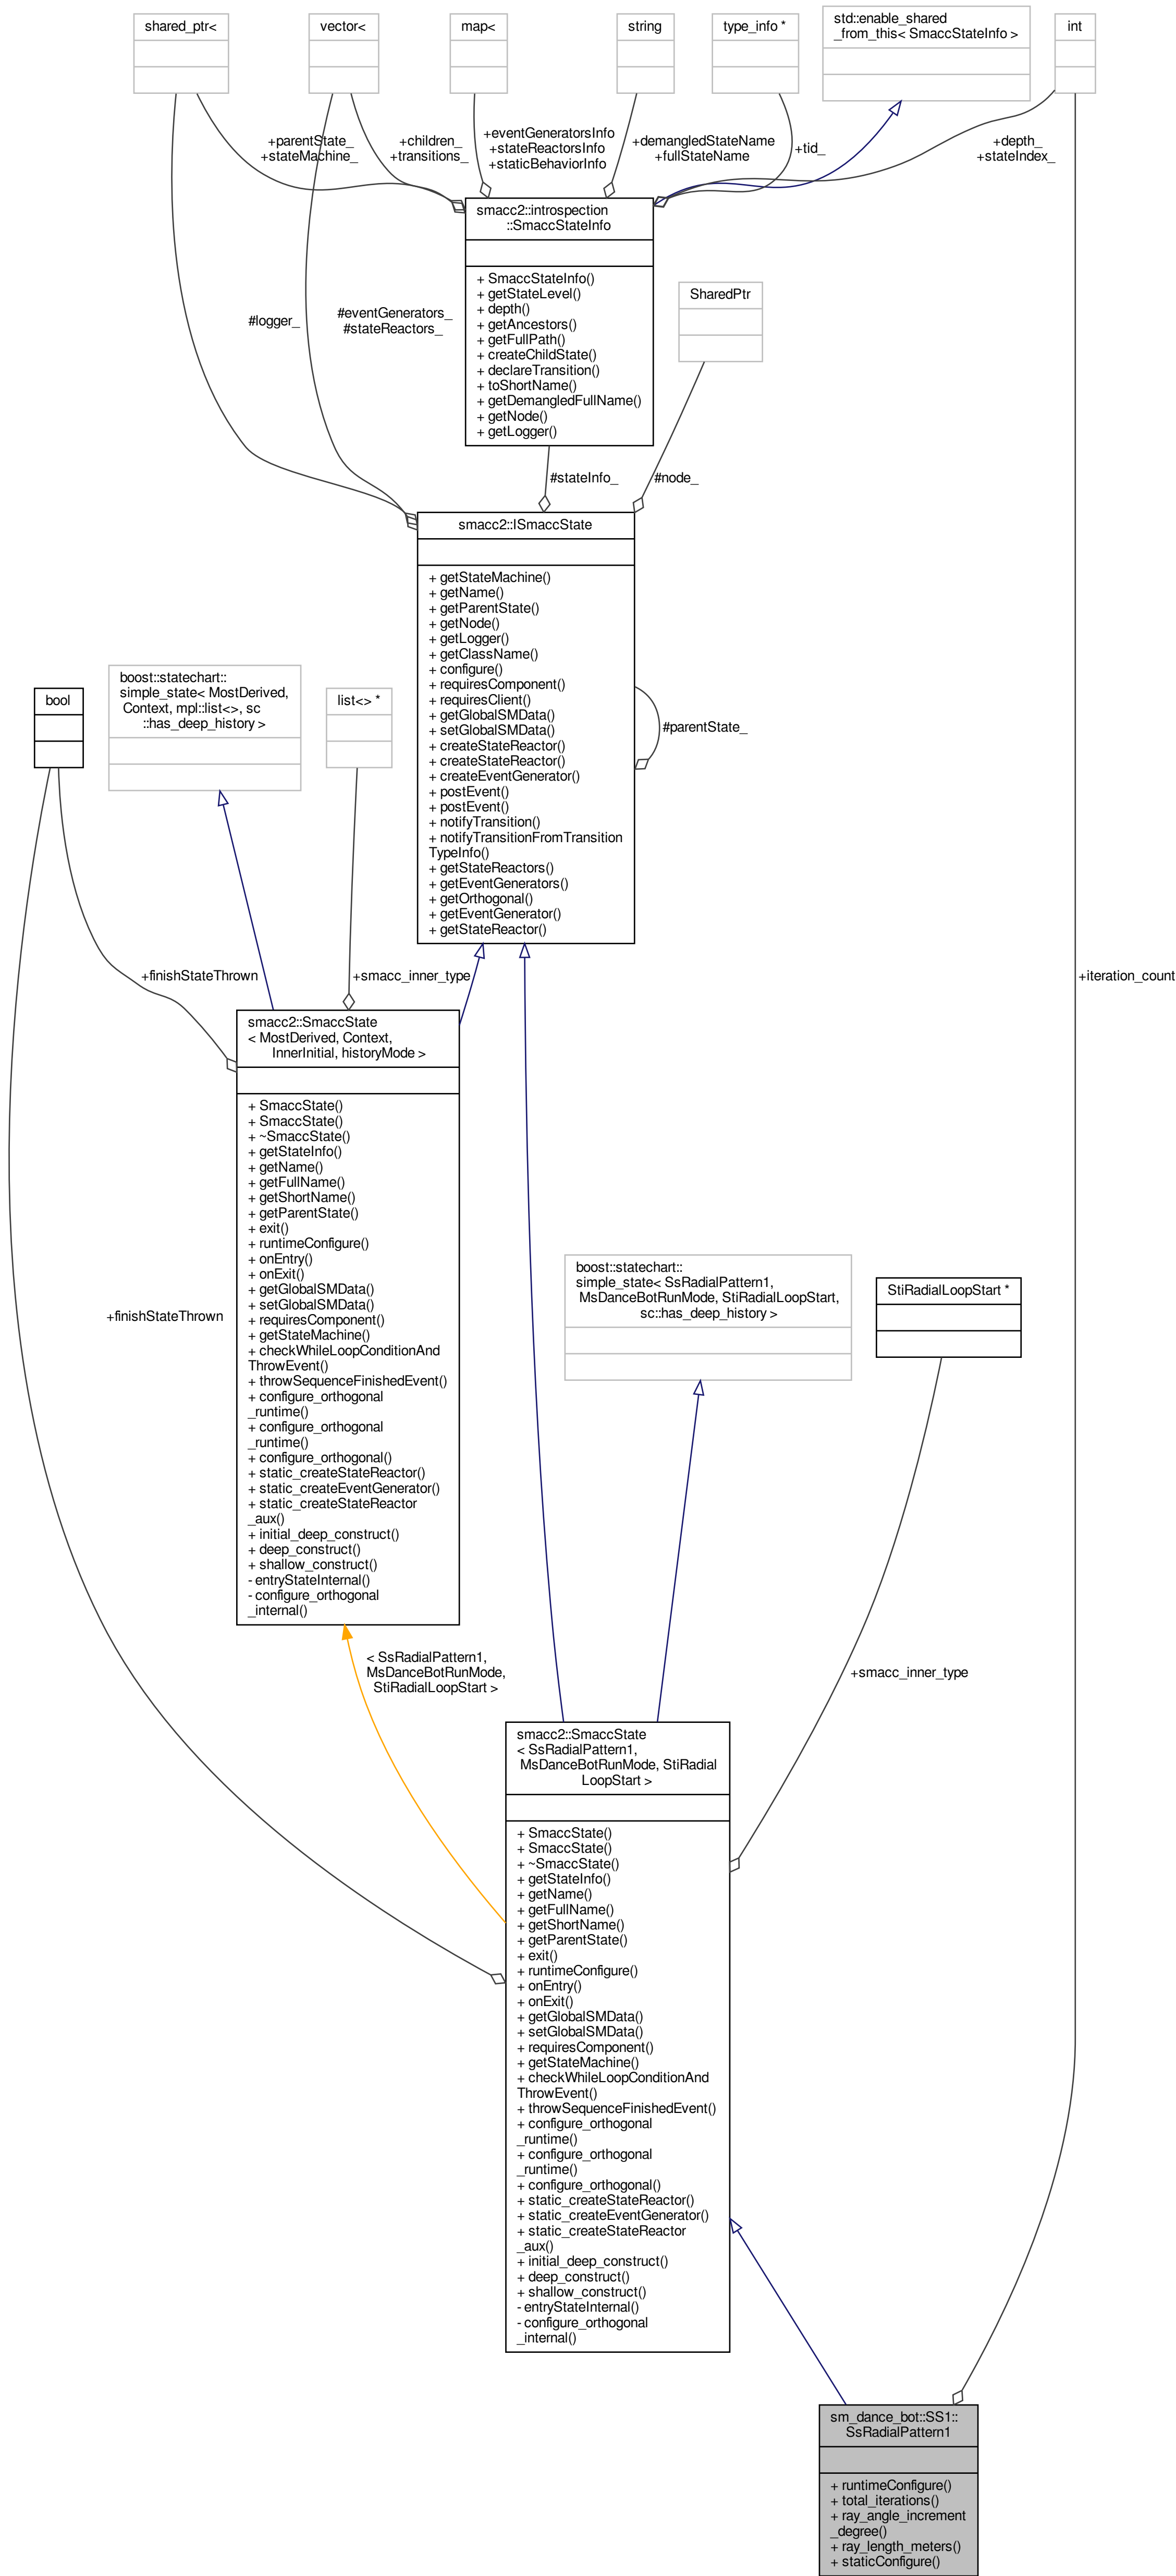 shared_ptr<
vector<
map<
string
type_info *
std::enable_shared
_from_this< SmaccStateInfo >
int
+parentState_
+stateMachine_
+children_
+transitions_
+eventGeneratorsInfo
+stateReactorsInfo
+staticBehaviorInfo
+demangledStateName
+fullStateName
+tid_
+depth_
+stateIndex_
smacc2::introspection
::SmaccStateInfo
+ SmaccStateInfo()
+ getStateLevel()
+ depth()
+ getAncestors()
+ getFullPath()
+ createChildState()
+ declareTransition()
+ toShortName()
+ getDemangledFullName()
+ getNode()
+ getLogger()
SharedPtr
#logger_
#eventGenerators_
#stateReactors_
#stateInfo_
#node_
smacc2::ISmaccState
+ getStateMachine()
+ getName()
+ getParentState()
+ getNode()
+ getLogger()
+ getClassName()
+ configure()
+ requiresComponent()
+ requiresClient()
+ getGlobalSMData()
+ setGlobalSMData()
+ createStateReactor()
+ createStateReactor()
+ createEventGenerator()
+ postEvent()
+ postEvent()
+ notifyTransition()
+ notifyTransitionFromTransition
TypeInfo()
+ getStateReactors()
+ getEventGenerators()
+ getOrthogonal()
+ getEventGenerator()
+ getStateReactor()
#parentState_
bool
boost::statechart::
simple_state< MostDerived,
Context, mpl::list<>, sc
::has_deep_history >
list<> *
+finishStateThrown
+smacc_inner_type
+iteration_count
smacc2::SmaccState
< MostDerived, Context,
InnerInitial, historyMode >
+ SmaccState()
+ SmaccState()
+ ~SmaccState()
+ getStateInfo()
+ getName()
+ getFullName()
+ getShortName()
+ getParentState()
+ exit()
+ runtimeConfigure()
+ onEntry()
+ onExit()
+ getGlobalSMData()
+ setGlobalSMData()
+ requiresComponent()
+ getStateMachine()
+ checkWhileLoopConditionAnd
ThrowEvent()
+ throwSequenceFinishedEvent()
+ configure_orthogonal
_runtime()
+ configure_orthogonal
_runtime()
+ configure_orthogonal()
+ static_createStateReactor()
+ static_createEventGenerator()
+ static_createStateReactor
_aux()
+ initial_deep_construct()
+ deep_construct()
+ shallow_construct()
- entryStateInternal()
- configure_orthogonal
_internal()
+finishStateThrown
boost::statechart::
simple_state< SsRadialPattern1,
MsDanceBotRunMode, StiRadialLoopStart,
sc::has_deep_history >
StiRadialLoopStart *
< SsRadialPattern1,
MsDanceBotRunMode,
StiRadialLoopStart >
+smacc_inner_type
smacc2::SmaccState
< SsRadialPattern1,
MsDanceBotRunMode, StiRadial
LoopStart >
+ SmaccState()
+ SmaccState()
+ ~SmaccState()
+ getStateInfo()
+ getName()
+ getFullName()
+ getShortName()
+ getParentState()
+ exit()
+ runtimeConfigure()
+ onEntry()
+ onExit()
+ getGlobalSMData()
+ setGlobalSMData()
+ requiresComponent()
+ getStateMachine()
+ checkWhileLoopConditionAnd
ThrowEvent()
+ throwSequenceFinishedEvent()
+ configure_orthogonal
_runtime()
+ configure_orthogonal
_runtime()
+ configure_orthogonal()
+ static_createStateReactor()
+ static_createEventGenerator()
+ static_createStateReactor
_aux()
+ initial_deep_construct()
+ deep_construct()
+ shallow_construct()
- entryStateInternal()
- configure_orthogonal
_internal()
sm_dance_bot::SS1::
SsRadialPattern1
+ runtimeConfigure()
+ total_iterations()
+ ray_angle_increment
_degree()
+ ray_length_meters()
+ staticConfigure()